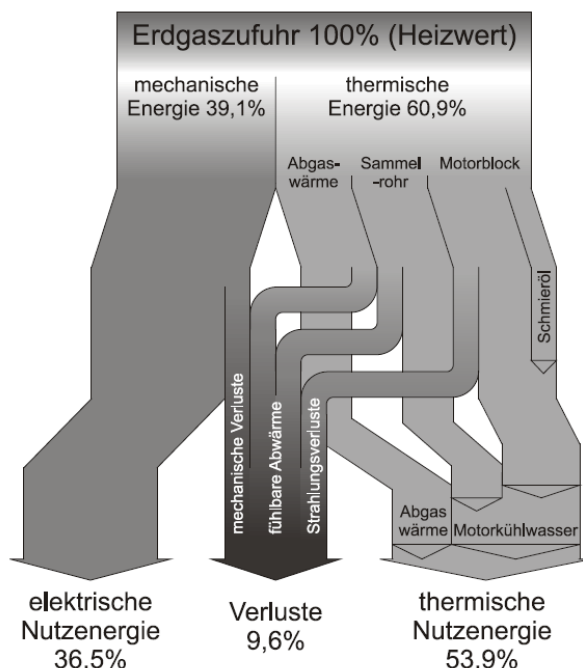 Erdgaszufuhr 100% (Heizwert)
mechanische
Energie 39,1%
thermische
Energie 60,9%
Abgas-
wärme
Sammel
-rohr
Motorblock
Schmieröl
mechanische Verluste
fühlbare Abwärme
Strahlungsverluste
Abgas
wärme
Motorkühlwasser
elektrische
Nutzenergie
36,5%
Verluste
9,6%
thermische
Nutzenergie
53,9%